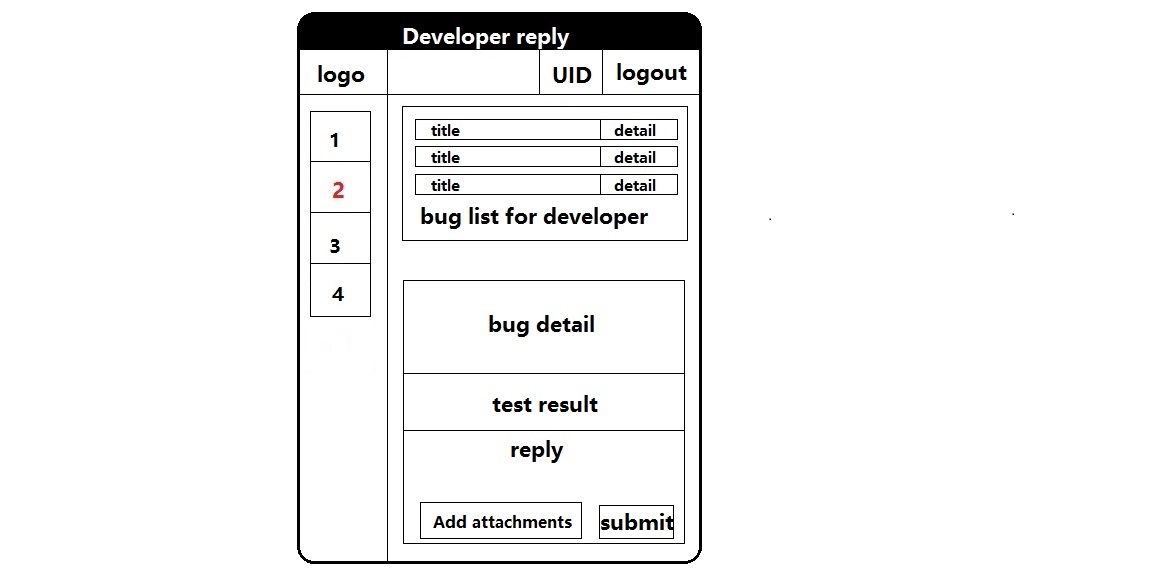 Developer reply
logo UID logout
1
2
3
4
title detail
title detail
title detail
bug list for developer
bug detail
test result
reply
Add attachments submit